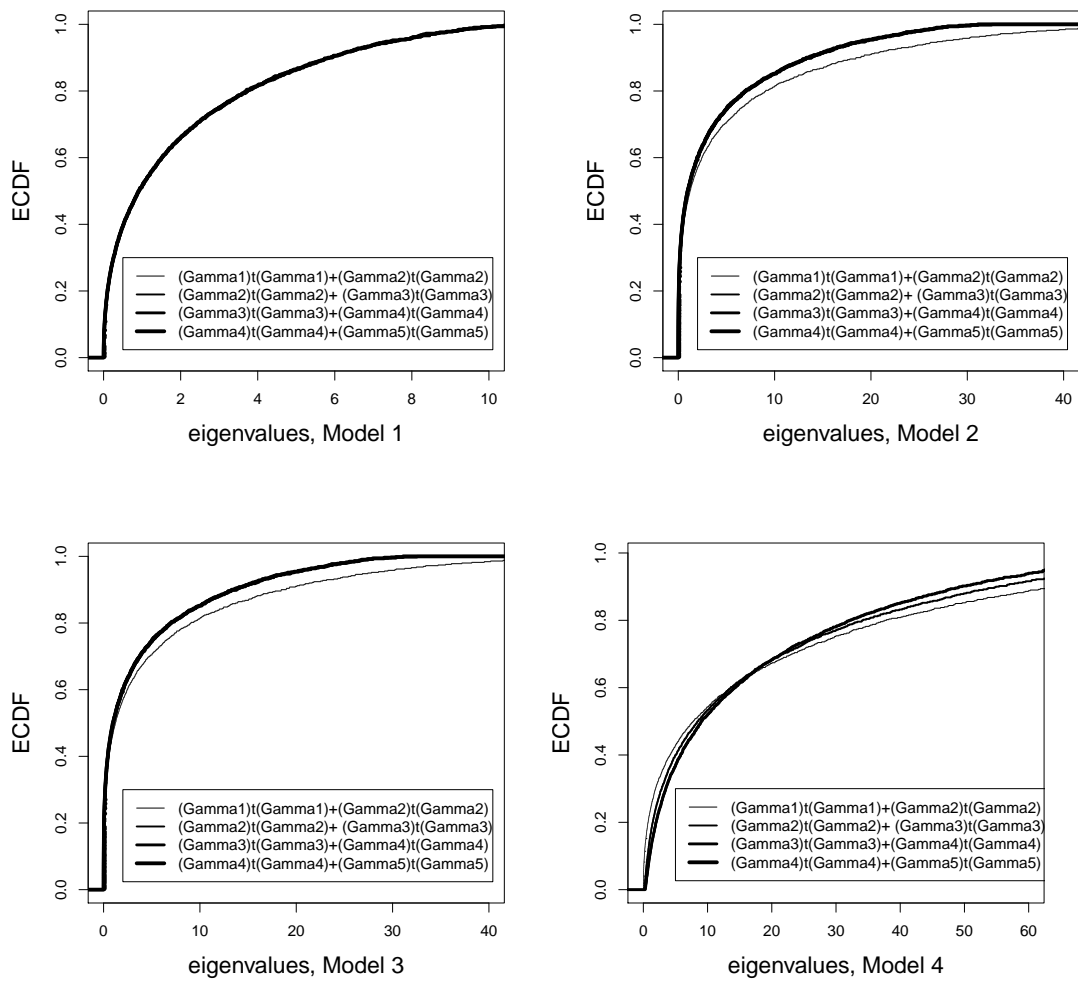 1.0
0.8
0.6
0.4
0.2
0.0
ECDF
(Gamma1)t(Gamma1)+(Gamma2)t(Gamma2)
(Gamma2)t(Gamma2)+ (Gamma3)t(Gamma3)
(Gamma3)t(Gamma3)+(Gamma4)t(Gamma4)
(Gamma4)t(Gamma4)+(Gamma5)t(Gamma5)
0 2 4 6 8 10
eigenvalues, Model 1
1.0
0.8
0.6
0.4
0.2
0.0
ECDF
(Gamma1)t(Gamma1)+(Gamma2)t(Gamma2)
(Gamma2)t(Gamma2)+ (Gamma3)t(Gamma3)
(Gamma3)t(Gamma3)+(Gamma4)t(Gamma4)
(Gamma4)t(Gamma4)+(Gamma5)t(Gamma5)
0 10 20 30 40
eigenvalues, Model 2
1.0
0.8
0.6
0.4
0.2
0.0
ECDF
(Gamma1)t(Gamma1)+(Gamma2)t(Gamma2)
(Gamma2)t(Gamma2)+ (Gamma3)t(Gamma3)
(Gamma3)t(Gamma3)+(Gamma4)t(Gamma4)
(Gamma4)t(Gamma4)+(Gamma5)t(Gamma5)
0 10 20 30 40
eigenvalues, Model 3
1.0
0.8
0.6
0.4
0.2
0.0
ECDF
(Gamma1)t(Gamma1)+(Gamma2)t(Gamma2)
(Gamma2)t(Gamma2)+ (Gamma3)t(Gamma3)
(Gamma3)t(Gamma3)+(Gamma4)t(Gamma4)
(Gamma4)t(Gamma4)+(Gamma5)t(Gamma5)
0 10 20 30 40 50 60
eigenvalues, Model 4